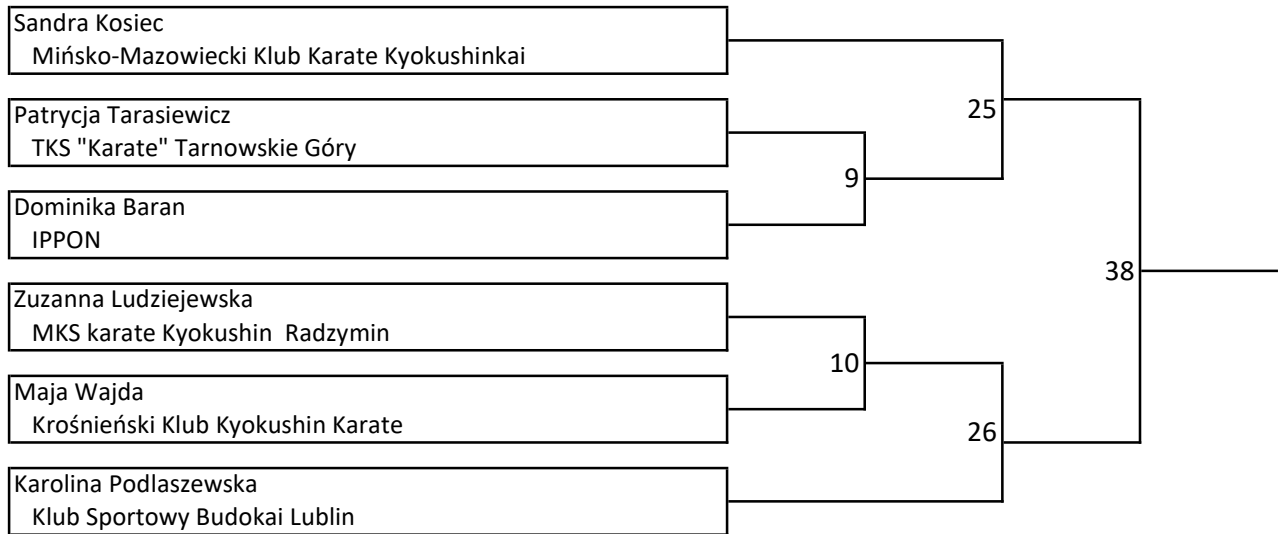 Sandra Kosiec
Mińsko-Mazowiecki Klub Karate Kyokushinkai
25
Patrycja Tarasiewicz
TKS "Karate" Tarnowskie Góry
9
Dominika Baran
IPPON
38
Zuzanna Ludziejewska
MKS karate Kyokushin  Radzymin
10
Maja Wajda
Krośnieński Klub Kyokushin Karate
26
Karolina Podlaszewska
Klub Sportowy Budokai Lublin